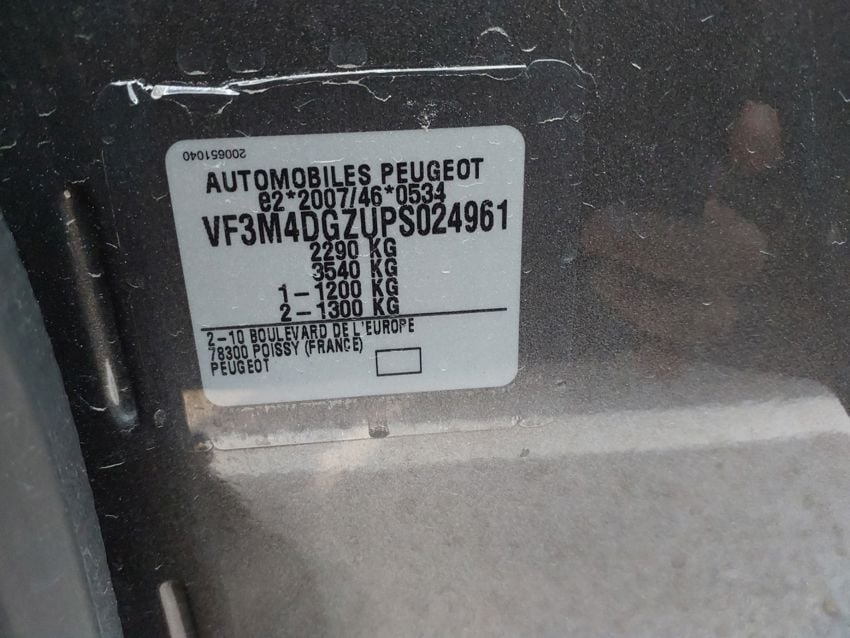 200651040
AUTOMOBILES PEUGEOT
e2*2007/46*0534
VF3M4DGZUPS024961
2290 KG
3540 KG
1-1200 KG
2-1300 KG
2-10 BOULEVARD DE L'EUROPE
78300 POISSY (FRANCE)
PEUGEOT